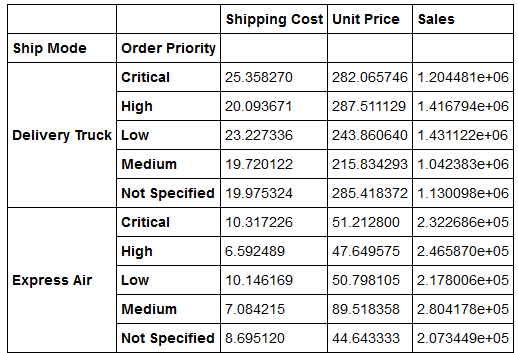 Shipping Cost Unit Price Sales
Ship Mode Order Priority
Delivery Truck Critical 25.358270 282.065746 1.204481e+06
High 20.093671 287.511129 1.416794e+06
Low 23.227336 243.860640 1.431122e+06
Medium 19.720122 215.834293 1.042383e+06
Not Specified 19.975324 285.418372 1.130098e+06
Express Air Critical 10.317226 51.212800 2.322686e+05
High 6.592489 47.649575 2.465870e+05
Low 10.146169 50.798105 2.178006e+05
Medium 7.084215 89.518358 2.804178e+05
Not Specified 8.695120 44.643333 2.073449e+05